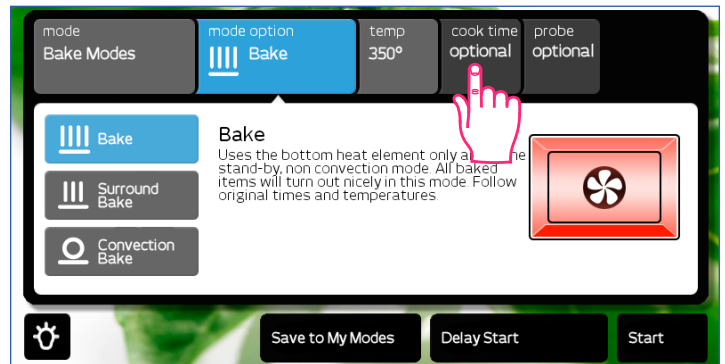 mode
Bake Modes
mode option
Bake
temp
350°
cook time
optional
probe
optional
Bake
Surround
Bake
Convection
Bake
Bake
Uses the bottom heat element only a
stand-by, non convection mode. All baked
items will turn out nicely in this mode. Follow
original times and temperatures
Save to My Modes
Delay Start
Start